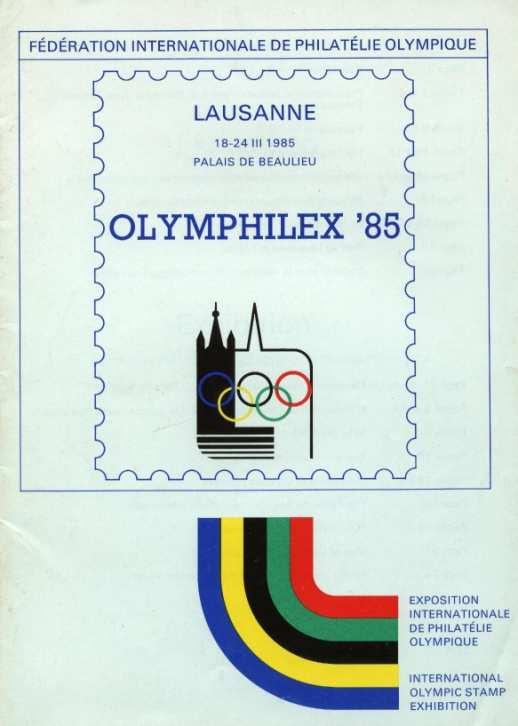 FÉDÉRATION INTERNATIONALE DE PHILATÉLIE OLYMPIQUE
LAUSANNE
18-24 III 1985
PALAIS DE BEAULIEU
OLYMPHILEX '85
EXPOSITION
INTERNATIONALE
DE PHILATÉLIE
OLYMPIQUE
INTERNATIONAL
OLYMPIC STAMP
EXHIBITION